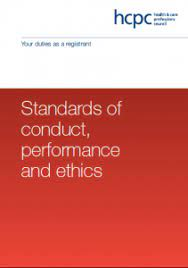 hcpc
health & care
professions
council
Your duties as a registrant
Standards of
conduct,
performance
and ethics